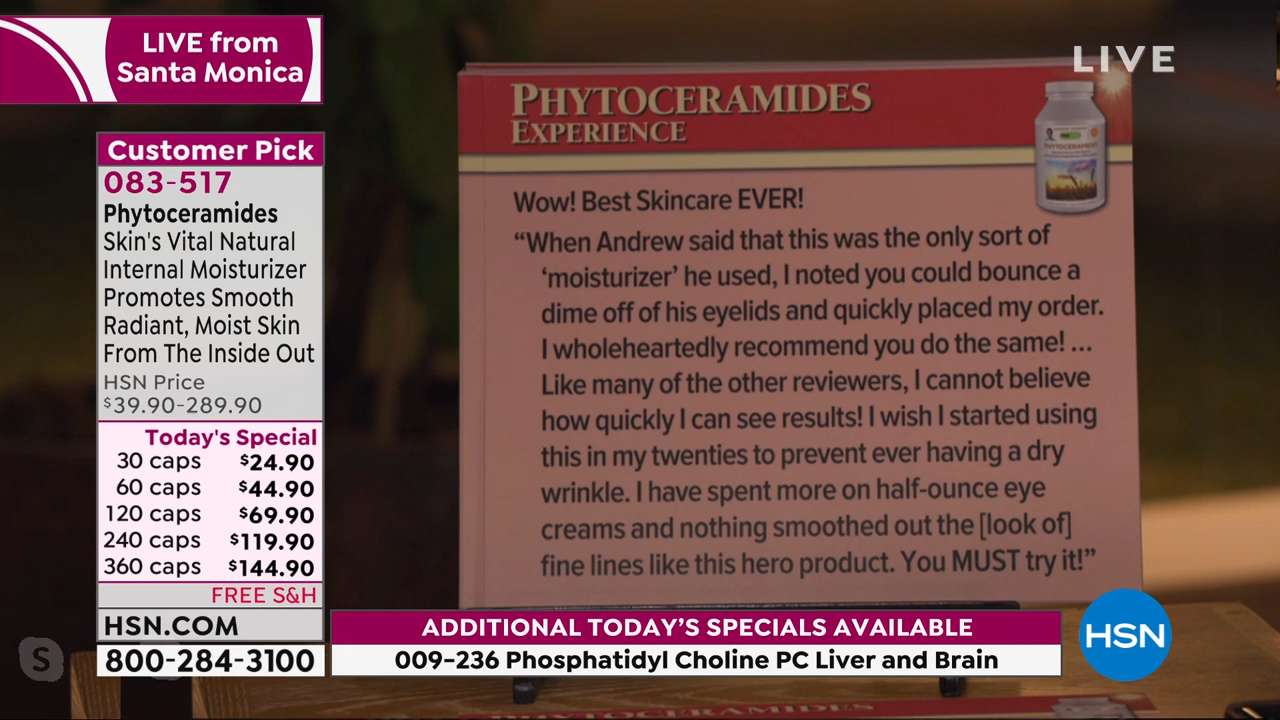 LIVE from
Santa Monica
LIVE
Customer Pick
083-517
Phytoceramides
Skin's Vital Natural
Internal Moisturizer
Promotes Smooth
Radiant, Moist Skin
From The Inside Out
HSN Price
$39.90-289.90
Today's Special
30 caps $24.90
60 caps $44.90
120 caps $69.90
240 caps $119.90
360 caps $144.90
FREE S&H
HSN.COM
800-284-3100
PHYTOCERAMIDES
EXPERIENCE
PHYTOCERAMIDES
Wow! Best Skincare EVER!
“When Andrew said that this was the only sort of
‘moisturizer’ he used, I noted you could bounce a
dime off of his eyelids and quickly placed my order.
I wholeheartedly recommend you do the same! ...
Like many of the other reviewers, I cannot believe
how quickly I can see results! I wish I started using
this in my twenties to prevent ever having a dry
wrinkle. I have spent more on half-ounce eye
creams and nothing smoothed out the [look of]
fine lines like this hero product. You MUST try it!”
ADDITIONAL TODAY’S SPECIALS AVAILABLE
009-236 Phosphatidyl Choline PC Liver and Brain
HSN
S
PHYTOCERAMIDES